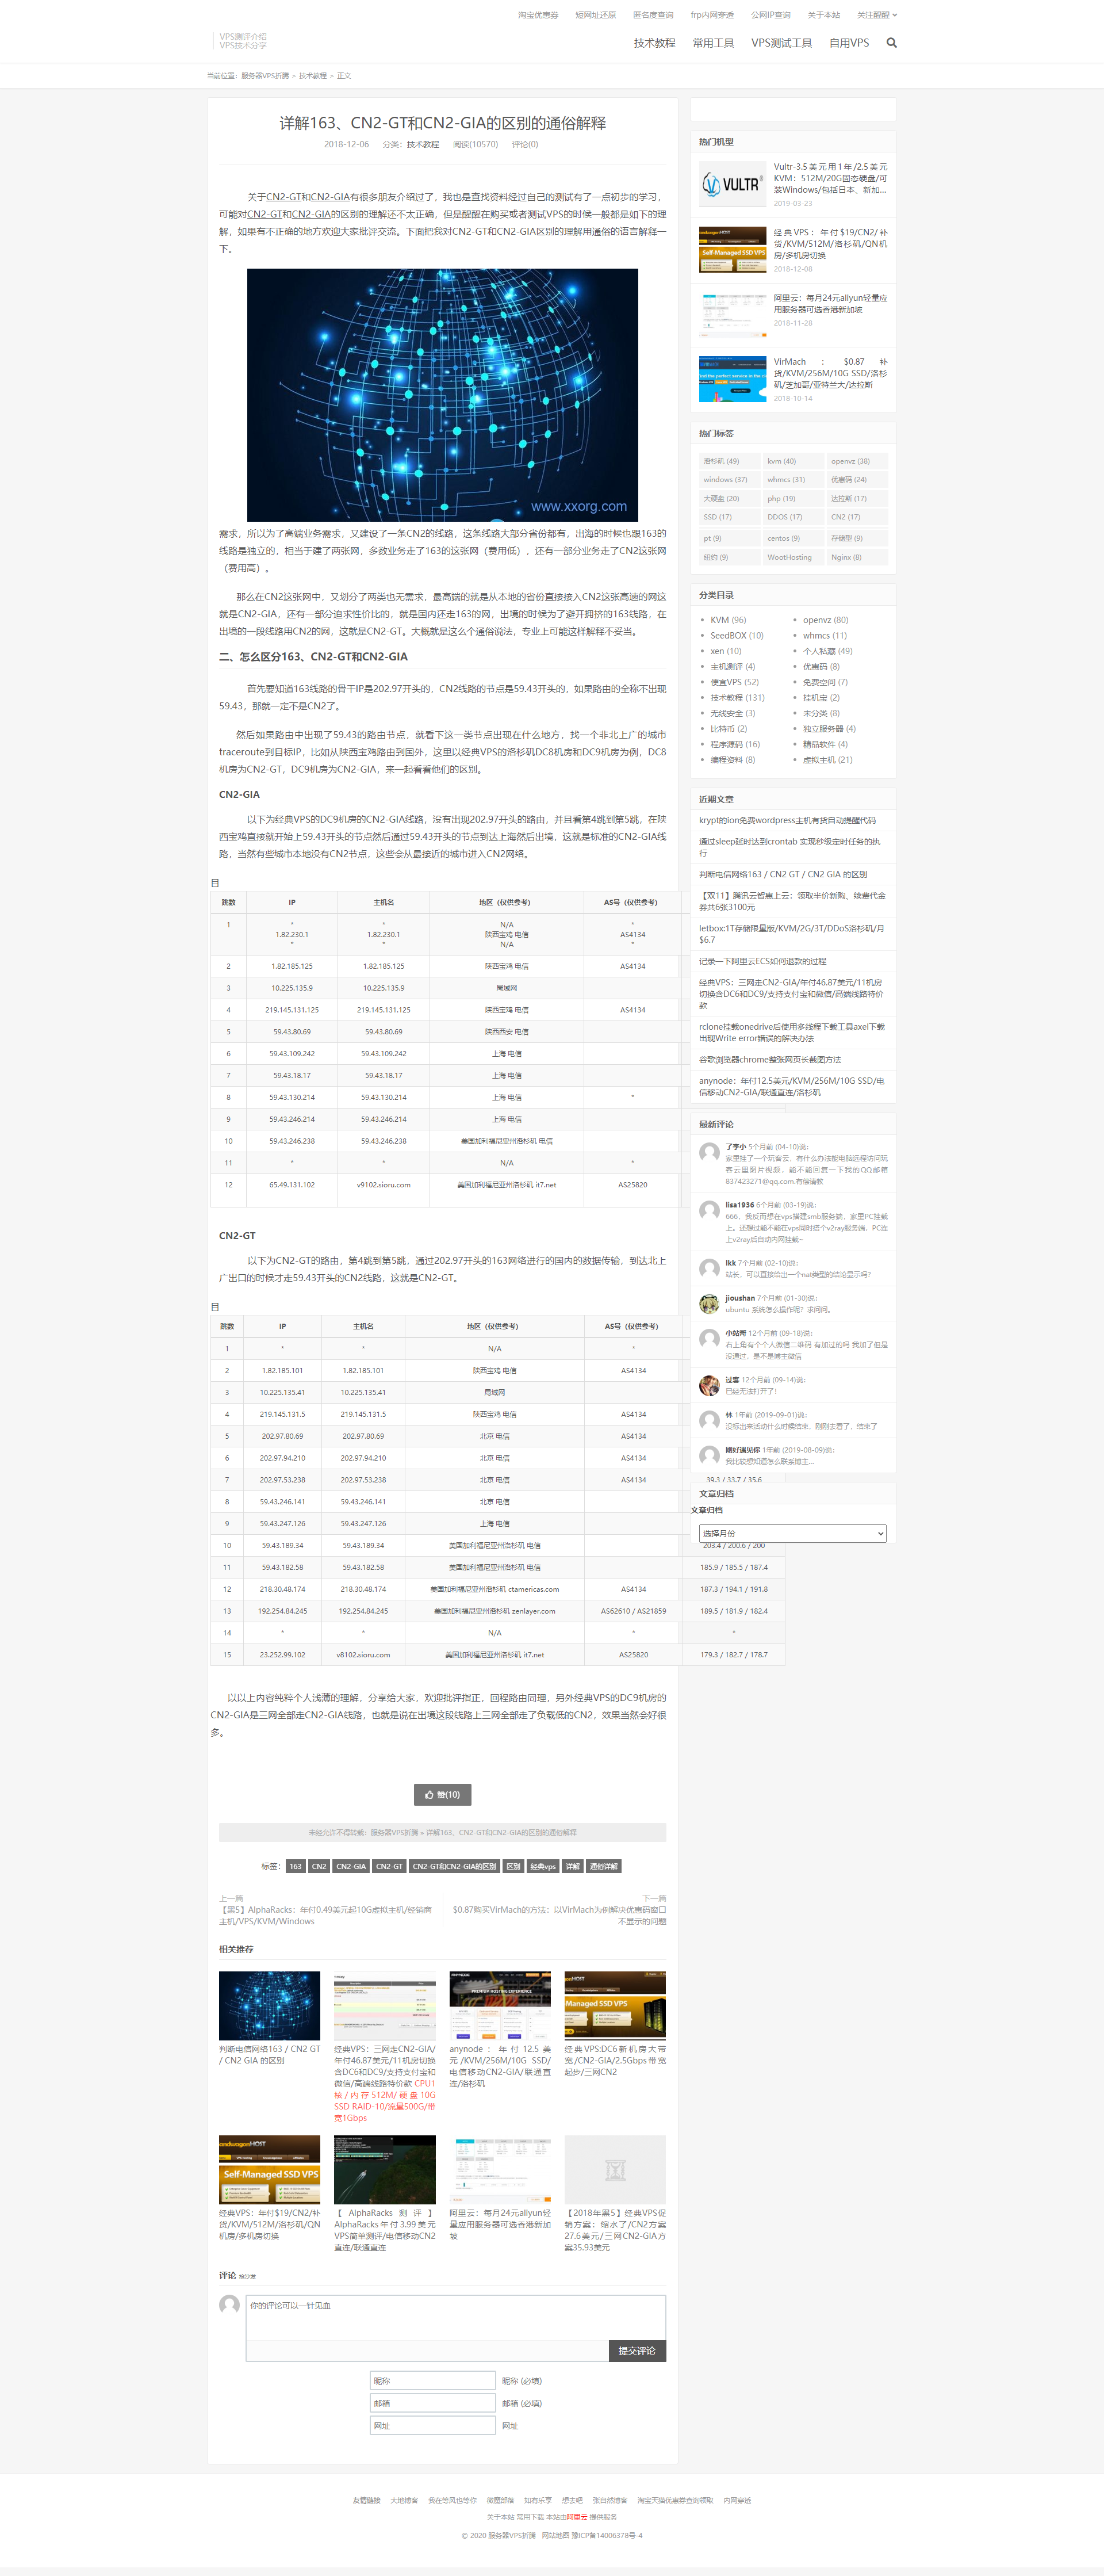 淘宝优惠券 短网址还原 匿名度查询 frp内网穿透 公网IP查询 关于本站 关注醒醒
VPS测评介绍
VPS技术分享
技术教程 常用工具 VPS测试工具 自用VPS
当前位置：服务器VPS折腾 » 技术教程 » 正文
详解163、CN2-GT和CN2-GIA的区别的通俗解释
2018-12-06 分类：技术教程 阅读(10570) 评论(0)
关于CN2-GT和CN2-GIA有很多朋友介绍过了，我也是查找资料经过自己的测试有了一点初步的学习，
可能对CN2-GT和CN2-GIA的区别的理解还不太正确，但是醒醒在购买或者测试VPS的时候一般都是如下的理
解，如果有不正确的地方欢迎大家批评交流。下面把我对CN2-GT和CN2-GIA区别的理解用通俗的语言解释一
下。
www.xxorg.com
需求，所以为了高端业务需求，又建设了一条CN2的线路，这条线路大部分省份都有，出海的时候也跟163的
线路是独立的，相当于建了两张网，多数业务走了163的这张网（费用低），还有一部分业务走了CN2这张网
（费用高）。
那么在CN2这张网中，又划分了两类也无需求，最高端的就是从本地的省份直接接入CN2这张高速的网这
就是CN2-GIA，还有一部分追求性价比的，就是国内还走163的网，出境的时候为了避开拥挤的163线路，在
出境的一段线路用CN2的网，这就是CN2-GT。大概就是这么个通俗说法，专业上可能这样解释不妥当。
二、怎么区分163、CN2-GT和CN2-GIA
首先要知道163线路的骨干IP是202.97开头的，CN2线路的节点是59.43开头的，如果路由的全称不出现
59.43，那就一定不是CN2了。
然后如果路由中出现了59.43的路由节点，就看下这一类节点出现在什么地方，找一个非北上广的城市
traceroute到目标IP，比如从陕西宝鸡路由到国外，这里以经典VPS的洛杉矶DC8机房和DC9机房为例，DC8
机房为CN2-GT，DC9机房为CN2-GIA，来一起看看他们的区别。
CN2-GIA
以下为经典VPS的DC9机房的CN2-GIA线路，没有出现202.97开头的路由，并且看第4跳到第5跳，在陕
西宝鸡直接就开始上59.43开头的节点然后通过59.43开头的节点到达上海然后出境，这就是标准的CN2-GIA线
路，当然有些城市本地没有CN2节点，这些会从最接近的城市进入CN2网络。
目
跳数 IP 主机名 地区（仅供参考） AS号（仅供参考）
1 * * N/A *
1.82.230.1 1.82.230.1 陕西宝鸡 电信 AS4134
* * N/A *
2 1.82.185.125 1.82.185.125 陕西宝鸡 电信 AS4134
3 10.225.135.9 10.225.135.9 局域网
4 219.145.131.125 219.145.131.125 陕西宝鸡 电信 AS4134
5 59.43.80.69 59.43.80.69 陕西西安 电信
6 59.43.109.242 59.43.109.242 上海 电信
7 59.43.18.17 59.43.18.17 上海 电信
8 59.43.130.214 59.43.130.214 上海 电信 *
9 59.43.246.214 59.43.246.214 上海 电信
10 59.43.246.238 59.43.246.238 美国加利福尼亚州洛杉矶 电信
11 * * N/A *
12 65.49.131.102 v9102.sioru.com 美国加利福尼亚州洛杉矶 it7.net AS25820
CN2-GT
以下为CN2-GT的路由，第4跳到第5跳，通过202.97开头的163网络进行的国内的数据传输，到达北上
广出口的时候才走59.43开头的CN2线路，这就是CN2-GT。
目
跳数 IP 主机名 地区（仅供参考） AS号（仅供参考）
1 * * N/A *
2 1.82.185.101 1.82.185.101 陕西宝鸡 电信 AS4134
3 10.225.135.41 10.225.135.41 局域网
4 219.145.131.5 219.145.131.5 陕西宝鸡 电信 AS4134
5 202.97.80.69 202.97.80.69 北京 电信 AS4134
6 202.97.94.210 202.97.94.210 北京 电信 AS4134
7 202.97.53.238 202.97.53.238 北京 电信 AS4134 39.3 / 33.7 / 35.6
8 59.43.246.141 59.43.246.141 北京 电信
9 59.43.247.126 59.43.247.126 上海 电信
10 59.43.189.34 59.43.189.34 美国加利福尼亚州洛杉矶 电信 203.4 / 200.6 / 200
11 59.43.182.58 59.43.182.58 美国加利福尼亚州洛杉矶 电信 185.9 / 185.5 / 187.4
12 218.30.48.174 218.30.48.174 美国加利福尼亚州洛杉矶 ctamericas.com AS4134 187.3 / 194.1 / 191.8
13 192.254.84.245 192.254.84.245 美国加利福尼亚州洛杉矶 zenlayer.com AS62610 / AS21859 189.5 / 181.9 / 182.4
14 * * N/A * *
15 23.252.99.102 v8102.sioru.com 美国加利福尼亚州洛杉矶 it7.net AS25820 179.3 / 182.7 / 178.7
以以上内容纯粹个人浅薄的理解，分享给大家，欢迎批评指正，回程路由同理，另外经典VPS的DC9机房的
CN2-GIA是三网全部走CN2-GIA线路，也就是说在出境这段线路上三网全部走了负载低的CN2，效果当然会好很
多。
赞(10)
未经允许不得转载：服务器VPS折腾 » 详解163、CN2-GT和CN2-GIA的区别的通俗解释
标签：163 CN2 CN2-GIA CN2-GT CN2-GT和CN2-GIA的区别 区别 经典vps 详解 通俗详解
上一篇
【黑5】AlphaRacks：年付0.49美元起10G虚拟主机/经销商
主机/VPS/KVM/Windows
下一篇
$0.87购买VirMach的方法：以VirMach为例解决优惠码窗口
不显示的问题
相关推荐
判断电信网络163 / CN2 GT
/ CN2 GIA 的区别
经典VPS：三网走CN2-GIA/
年付46.87美元/11机房切换
含DC6和DC9/支持支付宝和
微信/高端线路特价款 CPU1
核/内存512M/硬盘10G
SSD RAID-10/流量500G/带
宽1Gbps
anynode：年付12.5美
元/KVM/256M/10G SSD/
电信移动CN2-GIA/联通直
连/洛杉矶
经典VPS:DC6新机房大带
宽/CN2-GIA/2.5Gbps带宽
起步/三网CN2
经典VPS：年付$19/CN2/补
货/KVM/512M/洛杉矶/QN
机房/多机房切换
【AlphaRacks测评】
AlphaRacks年付3.99美元
VPS简单测评/电信移动CN2
直连/联通直连
阿里云：每月24元aliyun轻
量应用服务器可选香港新加
坡
【2018年黑5】经典VPS促
销方案：缩水了/CN2方案
27.6美元/三网CN2-GIA方
案35.93美元
评论 抢沙发
你的评论可以一针见血
提交评论
昵称 昵称 (必填)
邮箱 邮箱 (必填)
网址 网址
热门机型
Vultr-3.5美元用1年/2.5美元
KVM：512M/20G固态硬盘/可
装Windows/包括日本、新加...
2019-03-23
VULTR
经典VPS：年付$19/CN2/补
货/KVM/512M/洛杉矶/QN机
房/多机房切换
2018-12-08
Self-Managed SSD VPS
阿里云：每月24元aliyun轻量应
用服务器可选香港新加坡
2018-11-28
VirMach：$0.87补
货/KVM/256M/10G SSD/洛杉
矶/芝加哥/亚特兰大/达拉斯
2018-10-14
热门标签
洛杉矶 (49) kvm (40) openvz (38)
windows (37) whmcs (31) 优惠码 (24)
大硬盘 (20) php (19) 达拉斯 (17)
SSD (17) DDOS (17) CN2 (17)
pt (9) centos (9) 存储型 (9)
纽约 (9) WootHosting Nginx (8)
分类目录
KVM (96) openvz (80)
SeedBOX (10) whmcs (11)
xen (10) 个人私藏 (49)
主机测评 (4) 优惠码 (8)
便宜VPS (52) 免费空间 (7)
技术教程 (131) 挂机宝 (2)
无线安全 (3) 未分类 (8)
比特币 (2) 独立服务器 (4)
程序源码 (16) 精品软件 (4)
编程资料 (8) 虚拟主机 (21)
近期文章
krypt的ion免费wordpress主机有货自动提醒代码
通过sleep延时达到crontab 实现秒级定时任务的执
行
判断电信网络163 / CN2 GT / CN2 GIA 的区别
【双11】腾讯云智惠上云：领取半价新购、续费代金
券共6张3100元
letbox:1T存储限量版/KVM/2G/3T/DDoS洛杉矶/月
$6.7
记录一下阿里云ECS如何退款的过程
经典VPS：三网走CN2-GIA/年付46.87美元/11机房
切换含DC6和DC9/支持支付宝和微信/高端线路特价
款
rclone挂载onedrive后使用多线程下载工具axel下载
出现Write error错误的解决办法
谷歌浏览器chrome整张网页长截图方法
anynode：年付12.5美元/KVM/256M/10G SSD/电
信移动CN2-GIA/联通直连/洛杉矶
最新评论
了李小 5个月前 (04-10)说：
家里挂了一个玩客云，有什么办法能电脑远程访问玩
客云里图片视频，能不能回复一下我的QQ邮箱
837423271@qq.com.有偿请教
lisa1936 6个月前 (03-19)说：
666，我反而想在vps搭建smb服务端，家里PC挂载
上。还想过能不能在vps同时搭个v2ray服务端，PC连
上v2ray后自动内网挂载~
lkk 7个月前 (02-10)说：
站长，可以直接给出一个nat类型的结论显示吗？
jioushan 7个月前 (01-30)说：
ubuntu 系统怎么操作呢？求问问。
小站哥 12个月前 (09-18)说：
右上角有个个人微信二维码 有加过的吗 我加了但是
没通过，是不是博主微信
过客 12个月前 (09-14)说：
已经无法打开了！
林 1年前 (2019-09-01)说：
没标出来活动什么时候结束，刚刚去看了，结束了
刚好遇见你 1年前 (2019-08-09)说：
我比较想知道怎么联系博主...
文章归档
文章归档
选择月份
友情链接 大地博客 我在等风也等你 微魔部落 如有乐享 想去吧 张自然博客 淘宝天猫优惠券查询领取 内网穿透
关于本站 常用下载 本站由阿里云 提供服务
© 2020 服务器VPS折腾 网站地图 豫ICP备14006378号-4